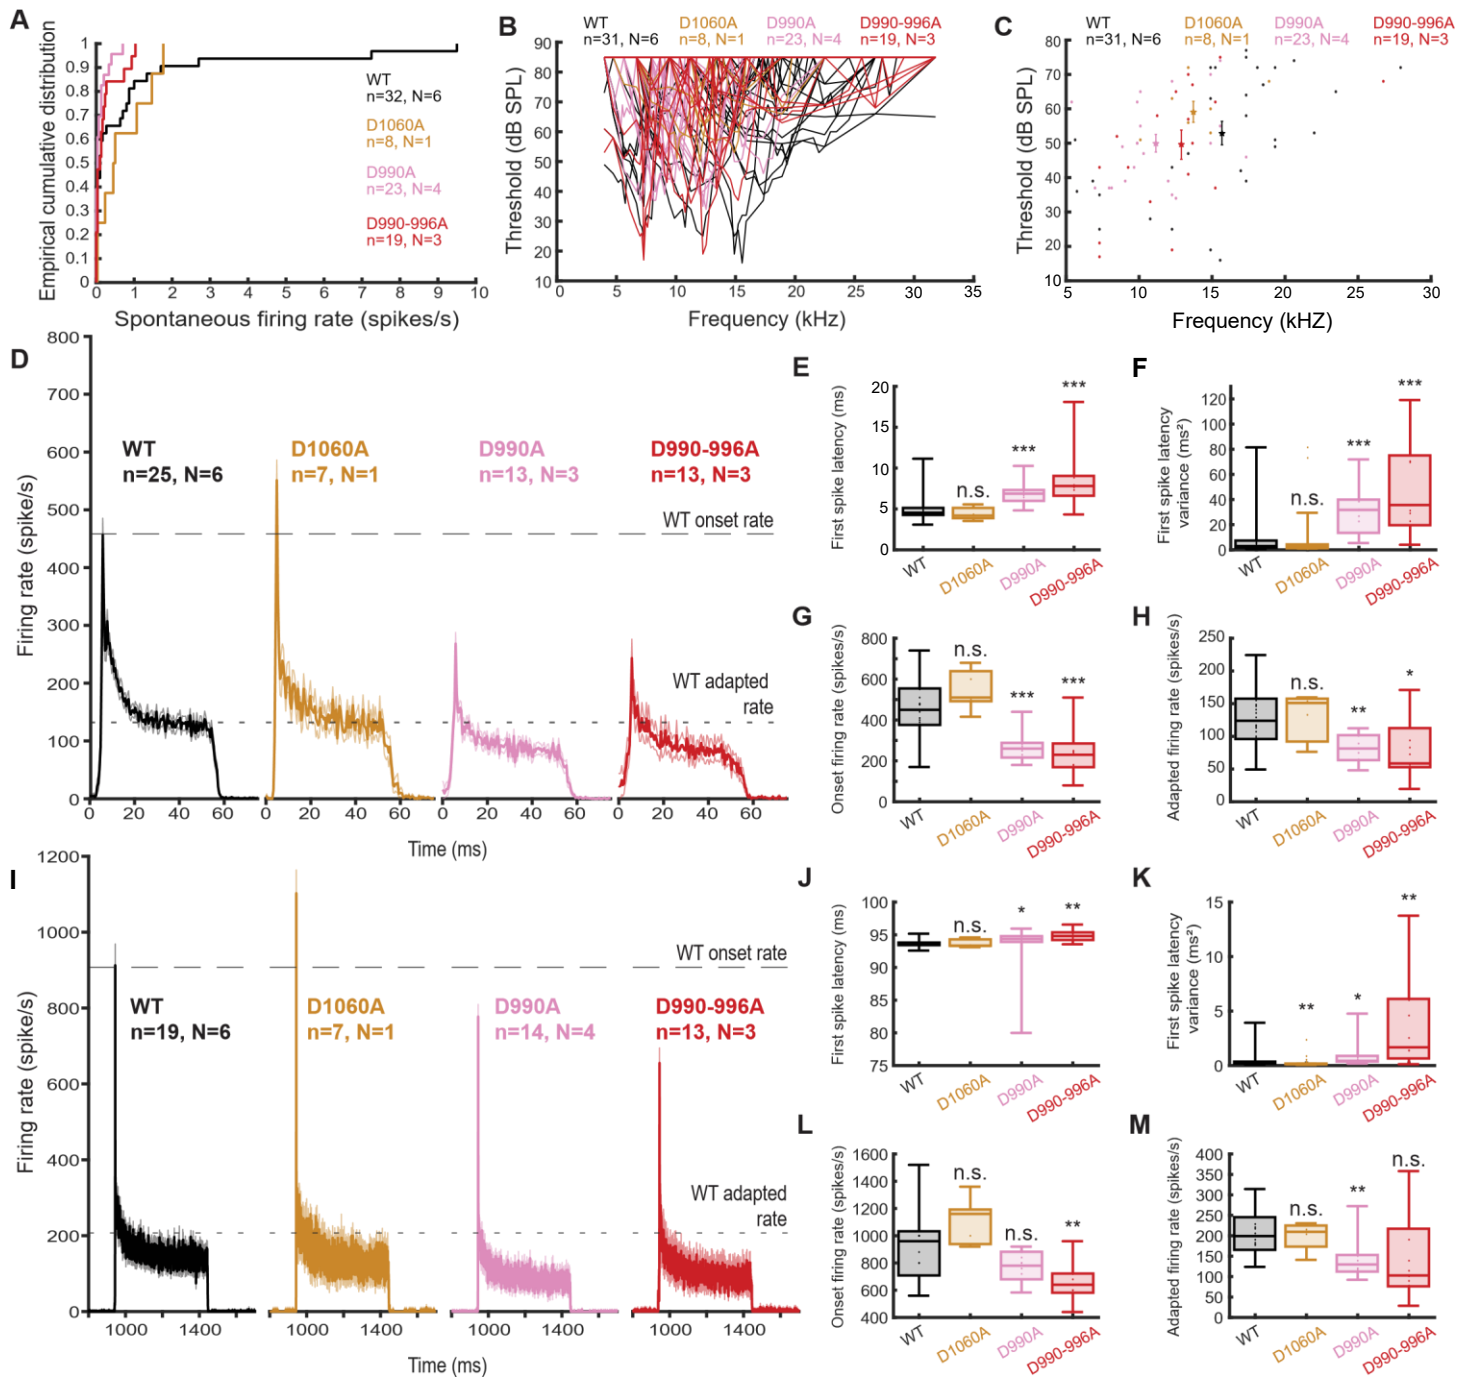 A
Empirical cumulative distribution
1
0.9
0.8
0.7
0.6
0.5
0.4
0.3
0.2
0.1
0
0 1 2 3 4 5 6 7 8 9 10
Spontaneous firing rate (spikes/s)
WT
n=32, N=6
D1060A
n=8, N=1
D990A
n=23, N=4
D990-996A
n=19, N=3
B
WT D1060A D990A D990-996A
n=31, N=6 n=8, N=1 n=23, N=4 n=19, N=3
Threshold (dB SPL)
90
80
70
60
50
40
30
20
10
0 5 10 15 20 25 30 35
Frequency (kHz)
C
WT D1060A D990A D990-996A
n=31, N=6 n=8, N=1 n=23, N=4 n=19, N=3
Threshold (dB SPL)
80
70
60
50
40
30
20
10
5 10 15 20 25 30
Frequency (kHZ)
D
Firing rate (spike/s)
800
700
600
500
400
300
200
100
0
WT D1060A D990A D990-996A
n=25, N=6 n=7, N=1 n=13, N=3 n=13, N=3
WT onset rate
WT adapted
rate
0 20 40 60 0 20 40 60 0 20 40 60 0 20 40 60
Time (ms)
E
First spike latency (ms)
20
15
10
5
0
n.s.
***
***
WT D1060A D990A D990-996A
F
First spike latency
variance (ms²)
120
100
80
60
40
20
0
n.s.
***
***
WT D1060A D990A D990-996A
G
Onset firing rate (spikes/s)
800
600
400
200
0
n.s.
***
***
WT D1060A D990A D990-996A
H
Adapted firing rate (spikes/s)
250
200
150
100
50
0
n.s.
**
*
WT D1060A D990A D990-996A
I
Firing rate (spike/s)
1200
1000
800
600
400
200
0
WT onset rate
WT D1060A D990A D990-996A
n=19, N=6 n=7, N=1 n=14, N=4 n=13, N=3
WT adapted
rate
1000 1400 1000 1400 1000 1400 1000 1400
Time (ms)
J
First spike latency (ms)
100
95
90
85
80
75
n.s.
*
**
WT D1060A D990A D990-996A
K
First spike latency
variance (ms²)
15
10
5
0
**
*
**
WT D1060A D990A D990-996A
L
Onset firing rate (spikes/s)
1600
1400
1200
1000
800
600
400
n.s.
n.s.
**
WT D1060A D990A D990-996A
M
Adapted firing rate (spikes/s)
400
350
300
250
200
150
100
50
0
n.s.
**
n.s.
WT D1060A D990A D990-996A